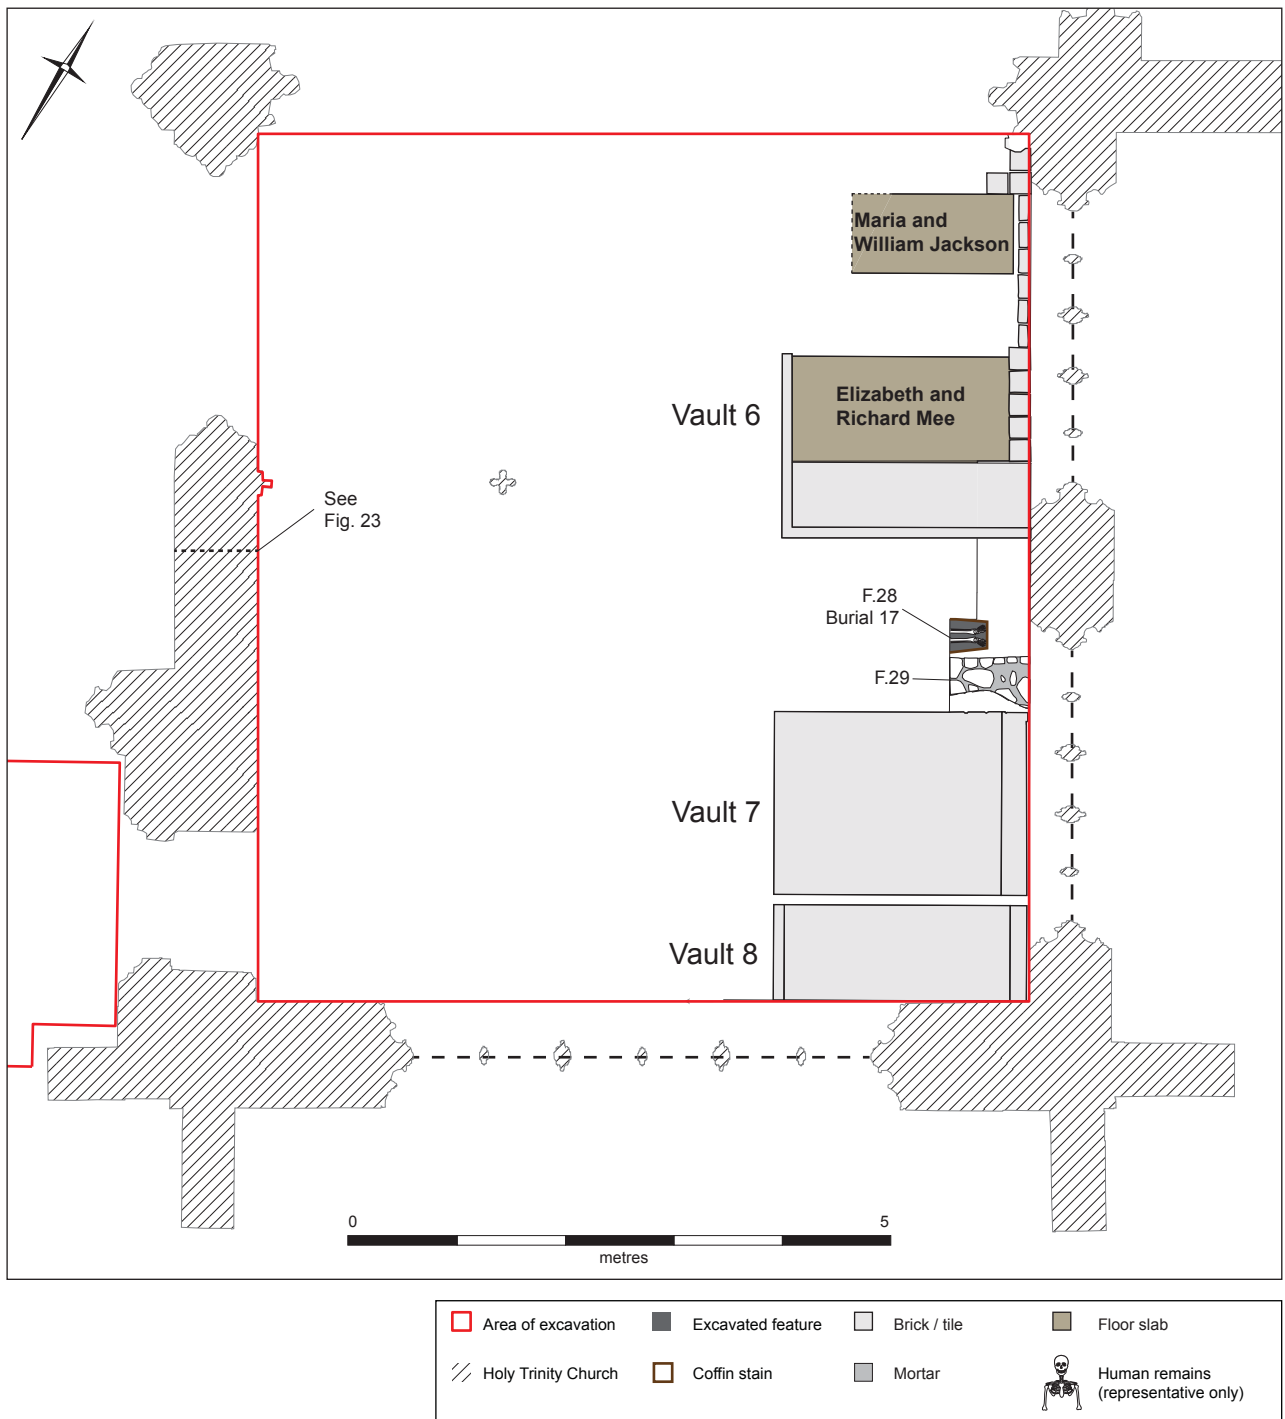 Maria and
William Jackson
Vault 6
Elizabeth and
Richard Mee
See
Fig. 23
F.28
Burial 17
F.29
Vault 7
Vault 8
0 5
metres
Area of excavation Excavated feature Brick / tile Floor slab
Holy Trinity Church Coffin stain Mortar Human remains
(representative only)